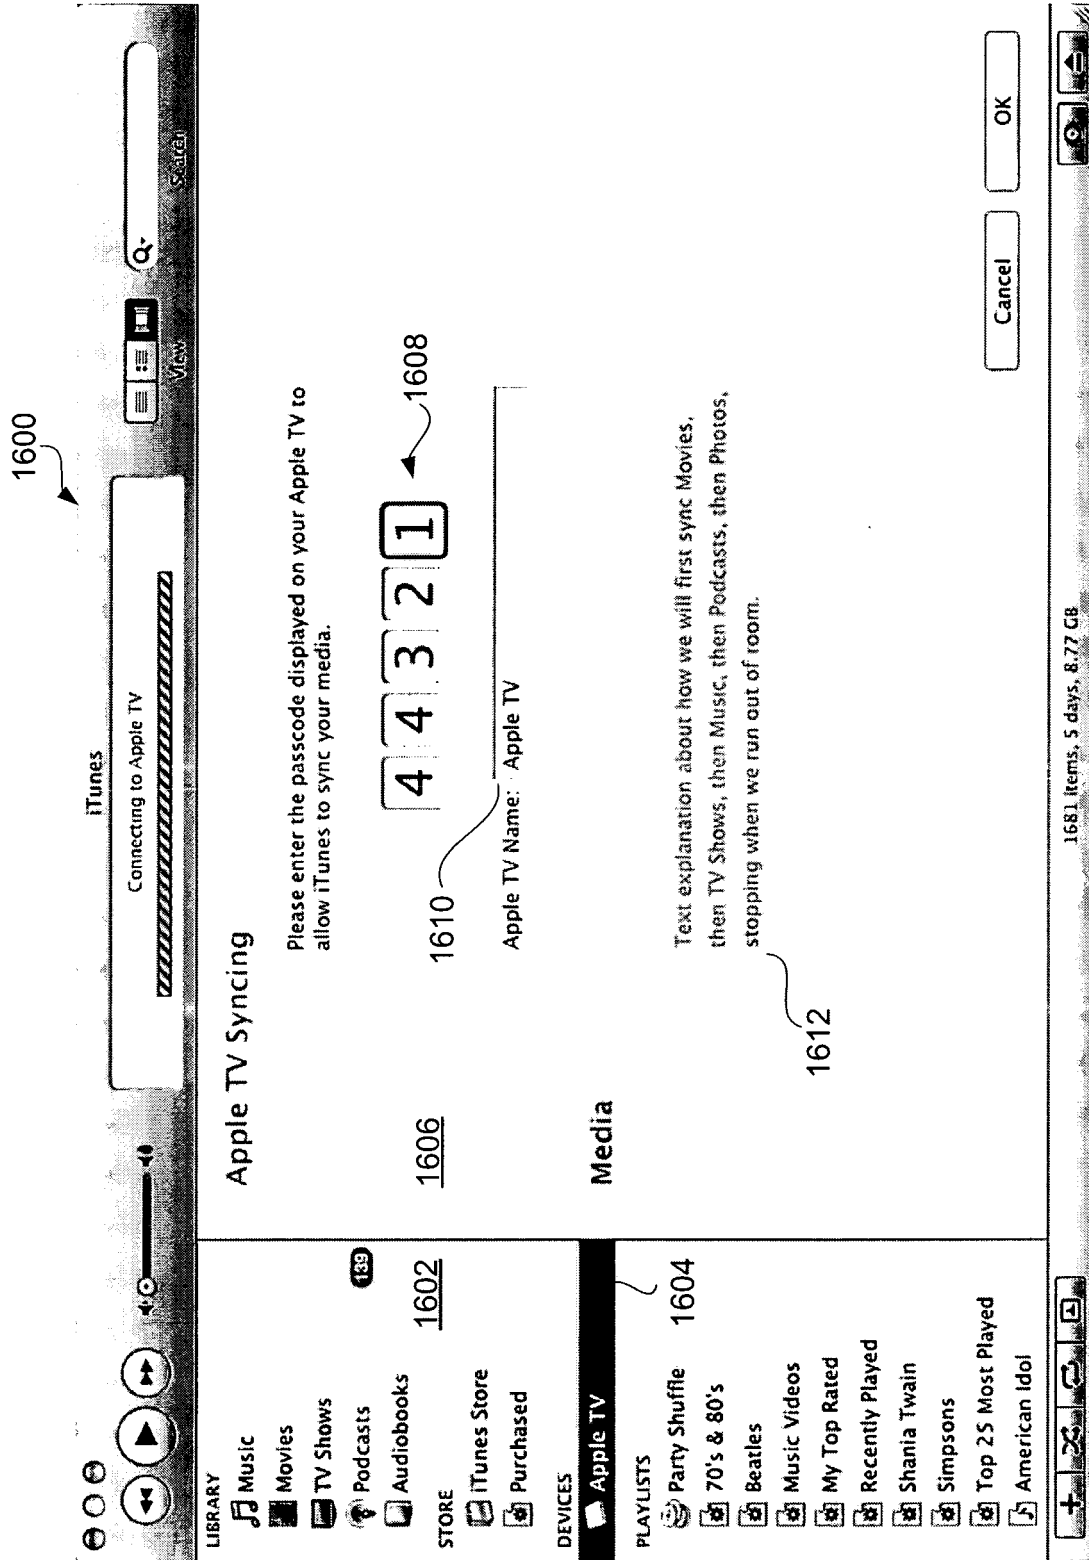 1600
iTunes
Connecting to Apple TV
View
Search
LIBRARY
Music
Movies
TV Shows
Podcasts
139
Audiobooks
1602
STORE
iTunes Store
Purchased
DEVICES
Apple TV
1604
PLAYLISTS
Party Shuffle
70's & 80's
Beatles
Music Videos
My Top Rated
Recently Played
Shania Twain
Simpsons
Top 25 Most Played
American Idol
Apple TV Syncing
Please enter the passcode displayed on your Apple TV to
allow iTunes to sync your media.
1606
4 4 3 2 1
1608
1610
Apple TV Name: Apple TV
Media
Text explanation about how we will first sync Movies,
then TV Shows, then Music, then Podcasts, then Photos,
stopping when we run out of room.
1612
Cancel
OK
1681 items, 5 days, 8.77 GB